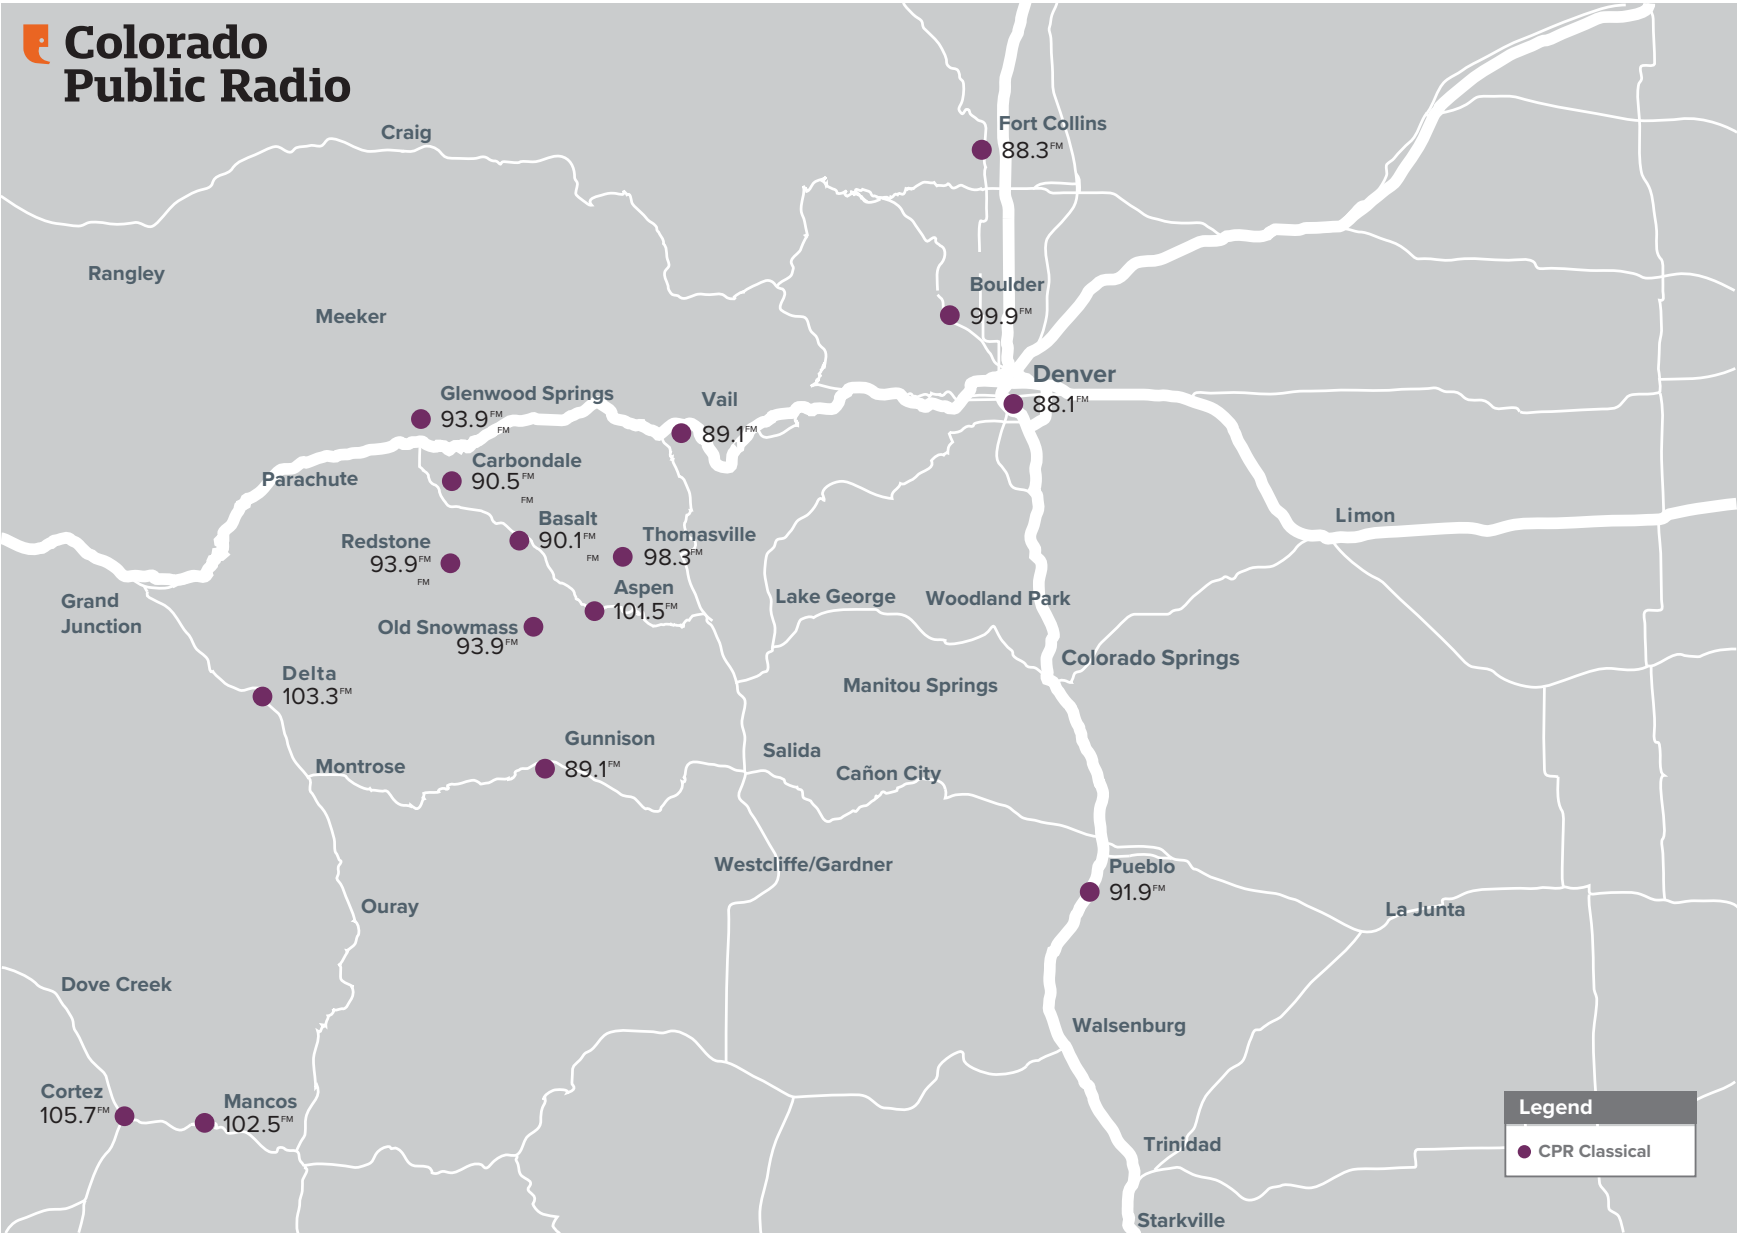 Colorado
Public Radio
Craig
Fort Collins
88.3FM
Rangley
Boulder
Meeker
99.9FM
Denver
88.1FM
Glenwood Springs
93.9FM
FM
Vail
89.1FM
Carbondale
90.5FM
FM
Parachute
Limon
Basalt
90.1FM
FM
Thomasville
98.3FM
Redstone
93.9FM
FM
Aspen
101.5FM
Lake George
Woodland Park
Grand
Junction
Old Snowmass
93.9FM
Colorado Springs
Delta
103.3FM
Manitou Springs
Gunnison
89.1FM
Salida
Montrose
Cañon City
Westcliffe/Gardner
Pueblo
91.9FM
Ouray
La Junta
Dove Creek
Walsenburg
Cortez
105.7FM
Mancos
102.5FM
Trinidad
Starkville
Legend
CPR Classical